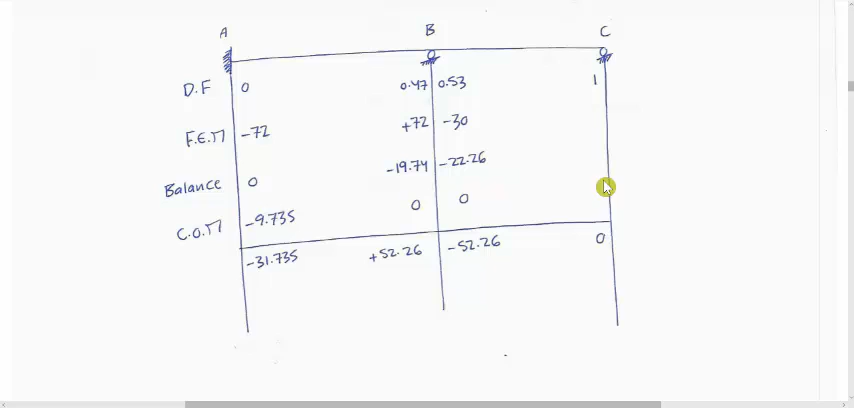 A B C
D.F 0 0.47 0.53 1
F.E.M -72 +72 -30
Balance 0 -19.74 -22.26
C.O.M -9.735 0 0
-31.735 +52.26 -52.26 0